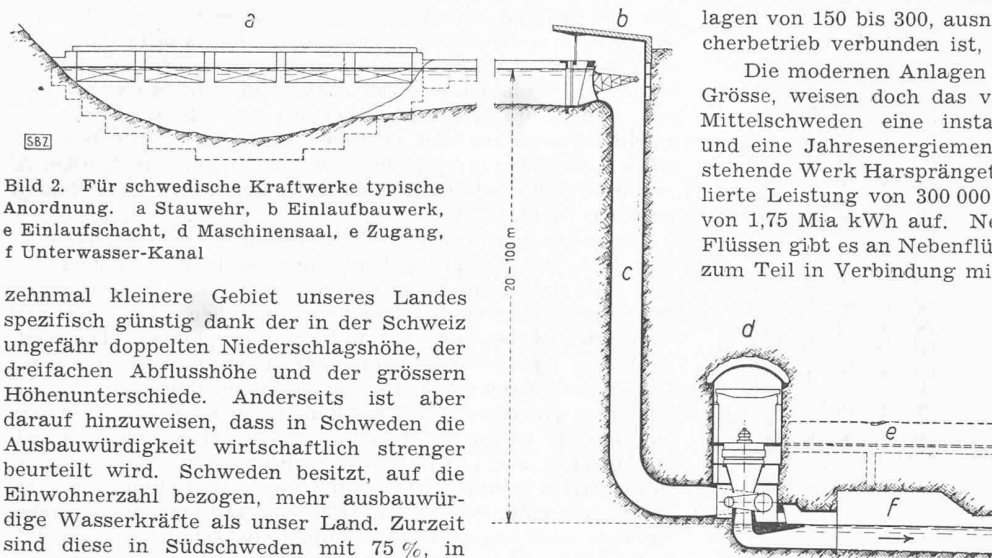 a
b
SBZ
Bild 2. Für schwedische Kraftwerke typische
Anordnung. a Stauwehr, b Einlaufbauwerk,
e Einlaufschacht, d Maschinensaal, e Zugang,
f Unterwasser-Kanal
zehnmal kleinere Gebiet unseres Landes
spezifisch günstig dank der in der Schweiz
ungefähr doppelten Niederschlagshöhe, der
dreifachen Abflusshöhe und der grössern
Höhenunterschiede. Anderseits ist aber
darauf hinzuweisen, dass in Schweden die
Ausbauwürdigkeit wirtschaftlich strenger
beurteilt wird. Schweden besitzt, auf die
Einwohnerzahl bezogen, mehr ausbauwür-
dige Wasserkräfte als unser Land. Zurzeit
sind diese in Südschweden mit 75 %, in
20 - 100 m
c
d
e
f
lagen von 150 bis 300, ausn
cherbetrieb verbunden ist,
Die modernen Anlagen
Grösse, weisen doch das v
Mittelschweden eine insta
und eine Jahresenergiemen
stehende Werk Harspränget
lierte Leistung von 300 000
von 1,75 Mia kWh auf. Ne
Flüssen gibt es an Nebenflü
zum Teil in Verbindung mi